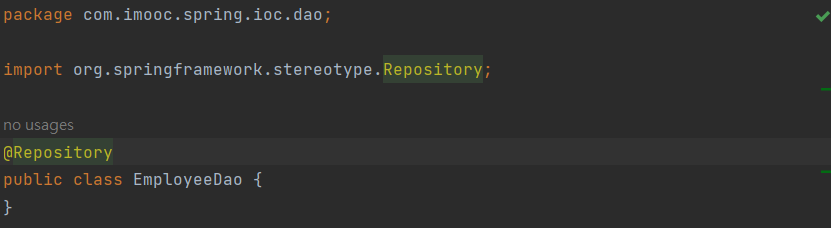 package com.imooc.spring.ioc.dao;
import org.springframework.stereotype.Repository;
no usages
@Repository
public class EmployeeDao {
}